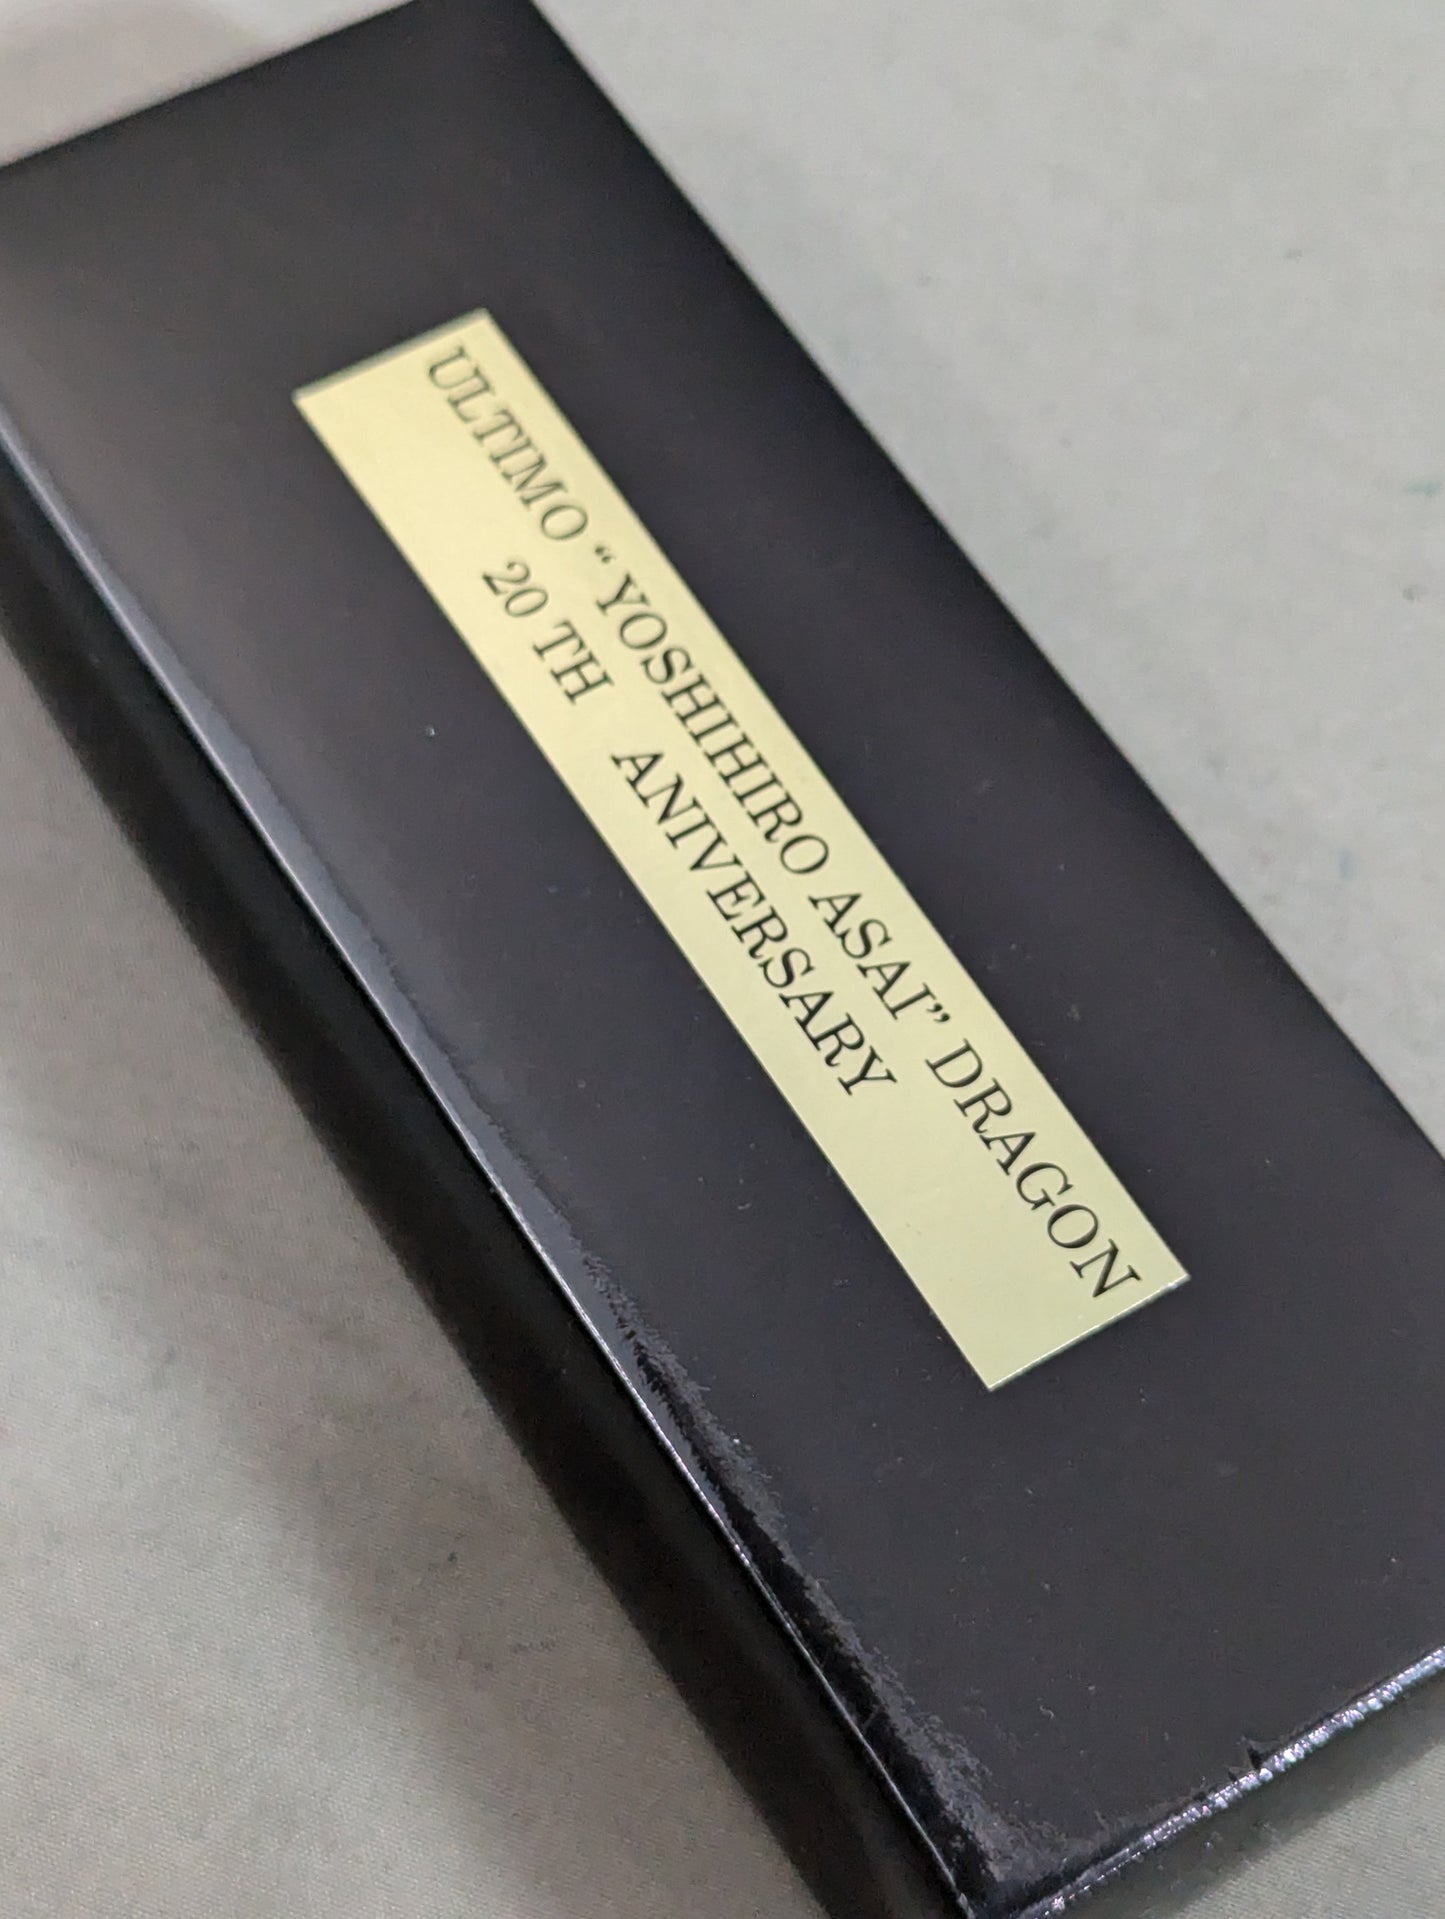 ULTIMO “ YOSHIHIRO ASAI” DRAGON
20 TH ANIVERSARY